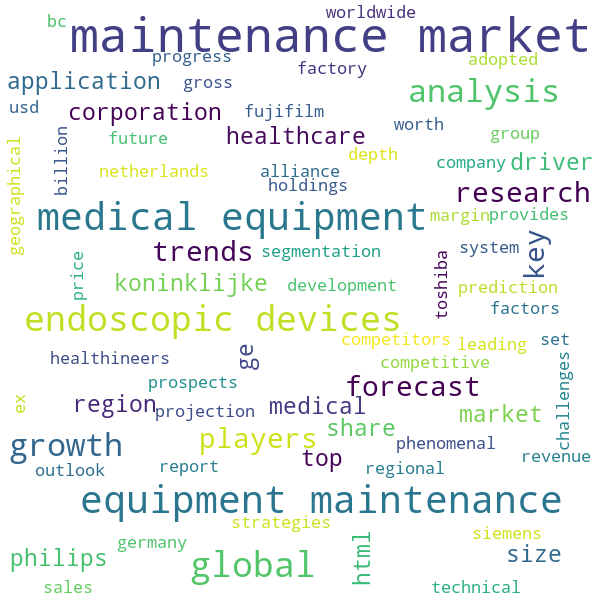 worldwide
bc
maintenance market
progress
adopted
factory
application
gross
analysis
usd
corporation
fujifilm
worth
healthcare
group
future
billion
geographical
depth
netherlands
alliance
company
driver
holdings
research
medical equipment
margin
provides
trends
segmentation
system
key
price
koninklijke
development
toshiba
prediction
factors
endoscopic devices
competitors
set
leading
healthineers
ge
competitive
challenges
prospects
forecast
ex
region
projection
medical
market
share
growth
players
phenomenal
top
revenue
outlook
report
regional
equipment maintenance
strategies
siemens
germany
html
philips
global
size
sales
technical